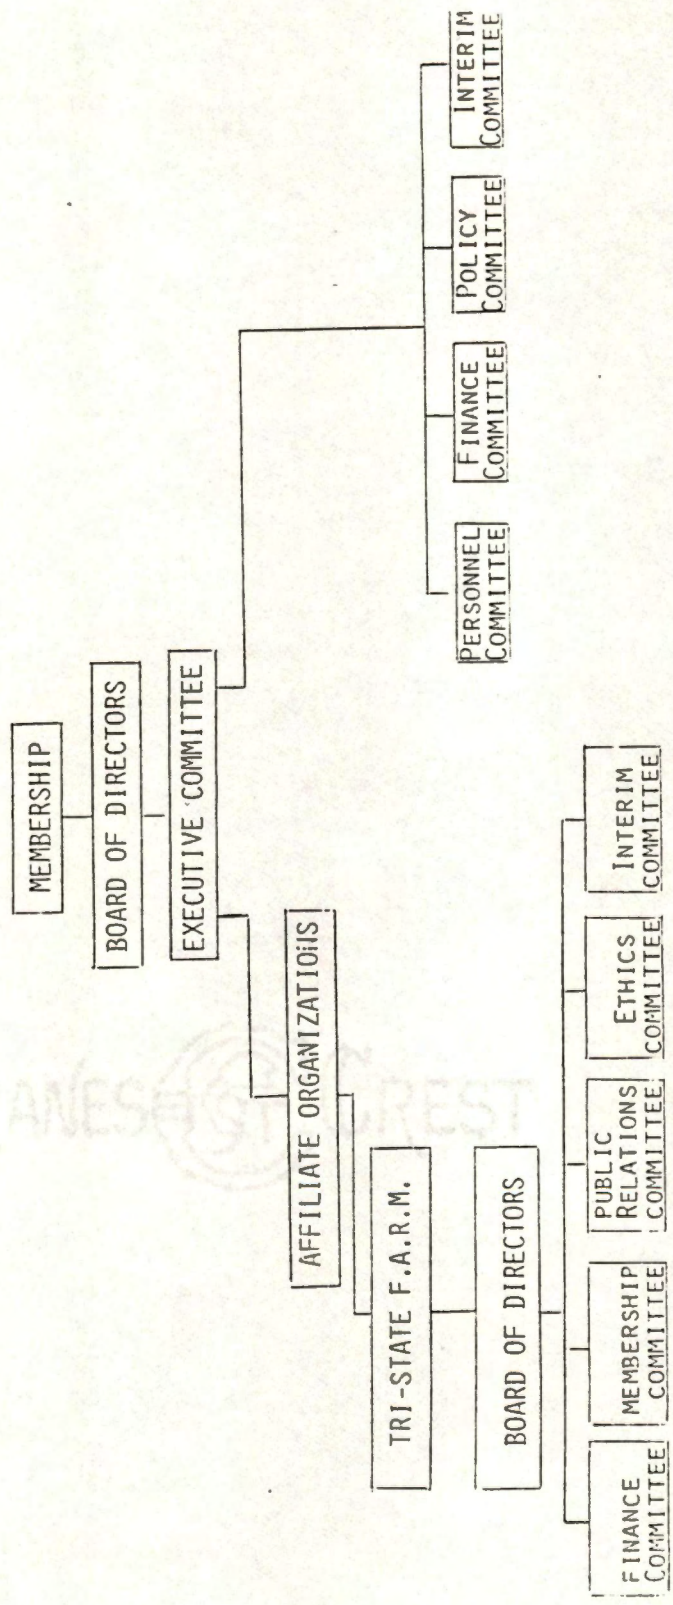 MEMBERSHIP
BOARD OF DIRECTORS
EXECUTIVE COMMITTEE
AFFILIATE ORGANIZATIONS
TRI-STATE F.A.R.M.
BOARD OF DIRECTORS
FINANCE
COMMITTEE
MEMBERSHIP
COMMITTEE
PUBLIC
RELATIONS
COMMITTEE
ETHICS
COMMITTEE
INTERIM
COMMITTEE
PERSONNEL
COMMITTEE
FINANCE
COMMITTEE
POLICY
COMMITTEE
INTERIM
COMMITTEE